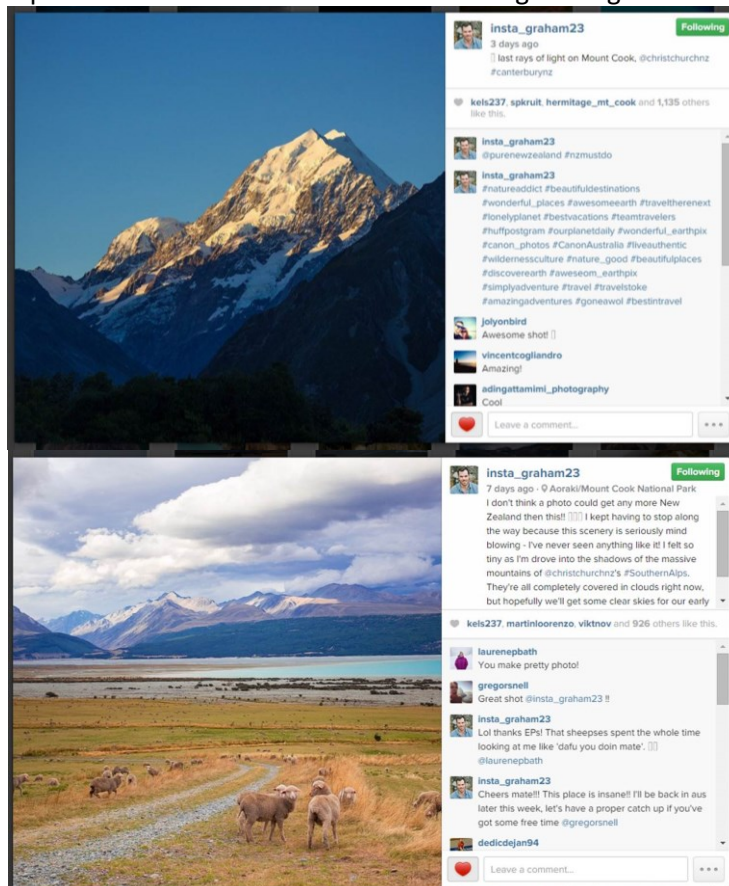 insta_graham23
Following
3 days ago
last rays of light on Mount Cook, @christchurchnz
#canterburynz
kels237, spkruit, hermitage_mt_cook and 1,135 others
like this.
insta_graham23
@purenewzealand #nzmustdo
insta_graham23
#natureaddict #beautifuldestinations
#wonderful_places #awesomeearth #traveltherenext
#lonelyplanet #bestvacations #teamtravelers
#huffpostgram #ourplanetdaily #wonderful_earthpix
#canon_photos #CanonAustralia #liveauthentic
#wildernessculture #nature_good #beautifulplaces
#discoverearth #aweseom_earthpix
#simplyadventure #travel #travelstoke
#amazingadventures #goneawol #bestintravel
jolyonbird
Awesome shot!
vincentcogliandro
Amazing!
adingattamimi_photography
Cool
Leave a comment...
insta_graham23
Following
7 days ago · Aoraki/Mount Cook National Park
I don't think a photo could get any more New
Zealand then this!! I kept having to stop along
the way because this scenery is seriously mind
blowing - I've never seen anything like it! I felt so
tiny as I'm drove into the shadows of the massive
mountains of @christchurchnz's #SouthernAlps.
They're all completely covered in clouds right now,
but hopefully we'll get some clear skies for our early
kels237, martinloorenzo, viktnov and 926 others like this.
laurenepbath
You make pretty photo!
gregorsnell
Great shot @insta_graham23 !!
insta_graham23
Lol thanks EPs! That sheepses spent the whole time
looking at me like 'dafu you doin mate'.
@laurenepbath
insta_graham23
Cheers mate!!! This place is insane!! I'll be back in aus
later this week, let's have a proper catch up if you've
got some free time @gregorsnell
dedicdejan94
Leave a comment...